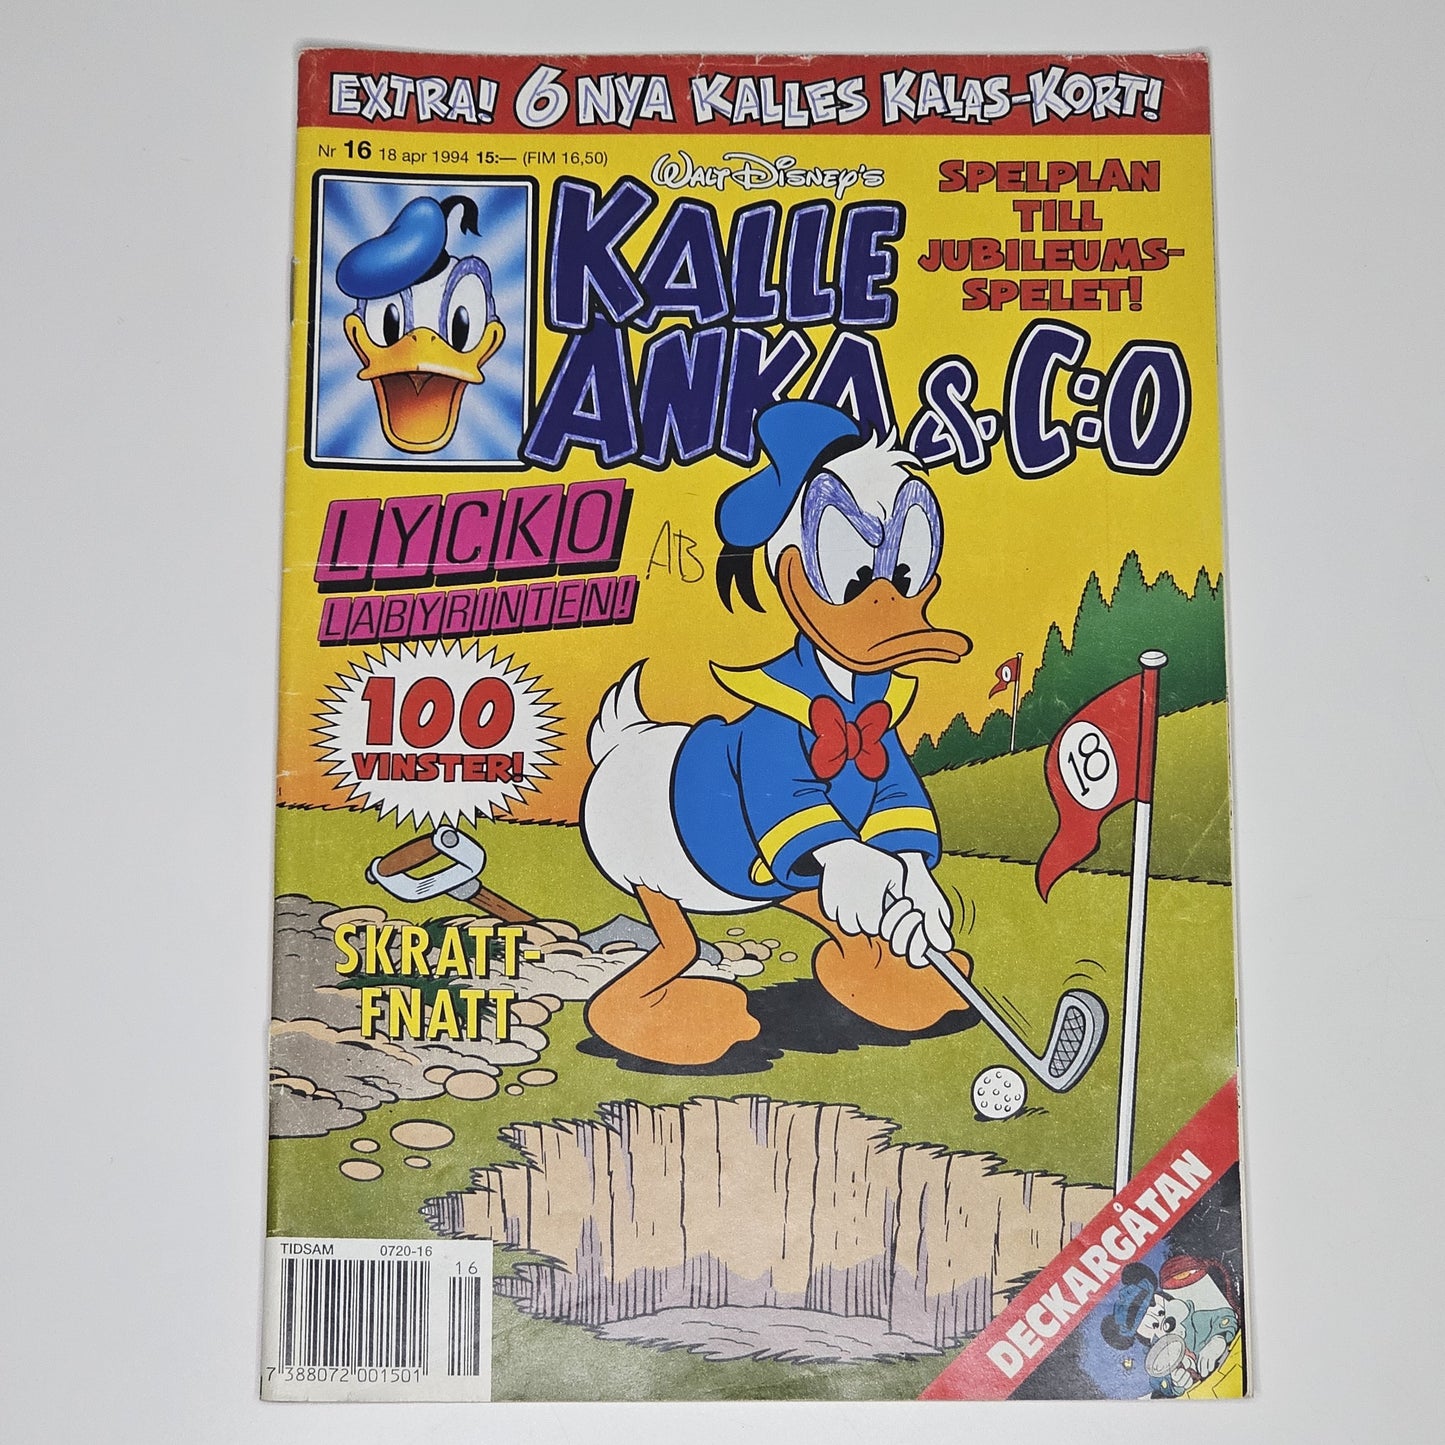 EXTRA! 6 NYA KALLES KALAS-KORT!
Nr 16 18 apr 1994 15:— (FIM 16,50)
WALT DISNEY'S
KALLE
ANKA & C:O
SPELPLAN
TILL
JUBILEUMS-
SPELET!
LYCKO
LABYRINTEN!
AB
100
VINSTER!
0
18
SKRATT-
FNATT
DECKARGÅTAN
TIDSAM 0720-16
16
7 388072 001501